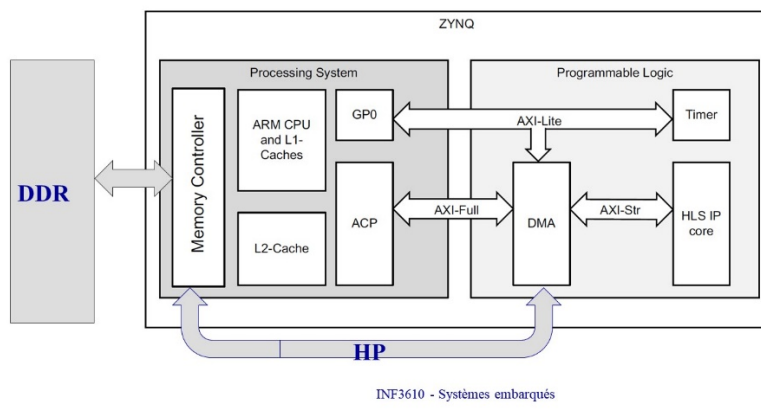 ZYNQ
Processing System
Programmable Logic
DDR
Memory Controller
ARM CPU
and L1-
Caches
GP0
AXI-Lite
Timer
L2-Cache
ACP
AXI-Full
DMA
AXI-Str
HLS IP
core
HP
INF3610 - Systèmes embarqués